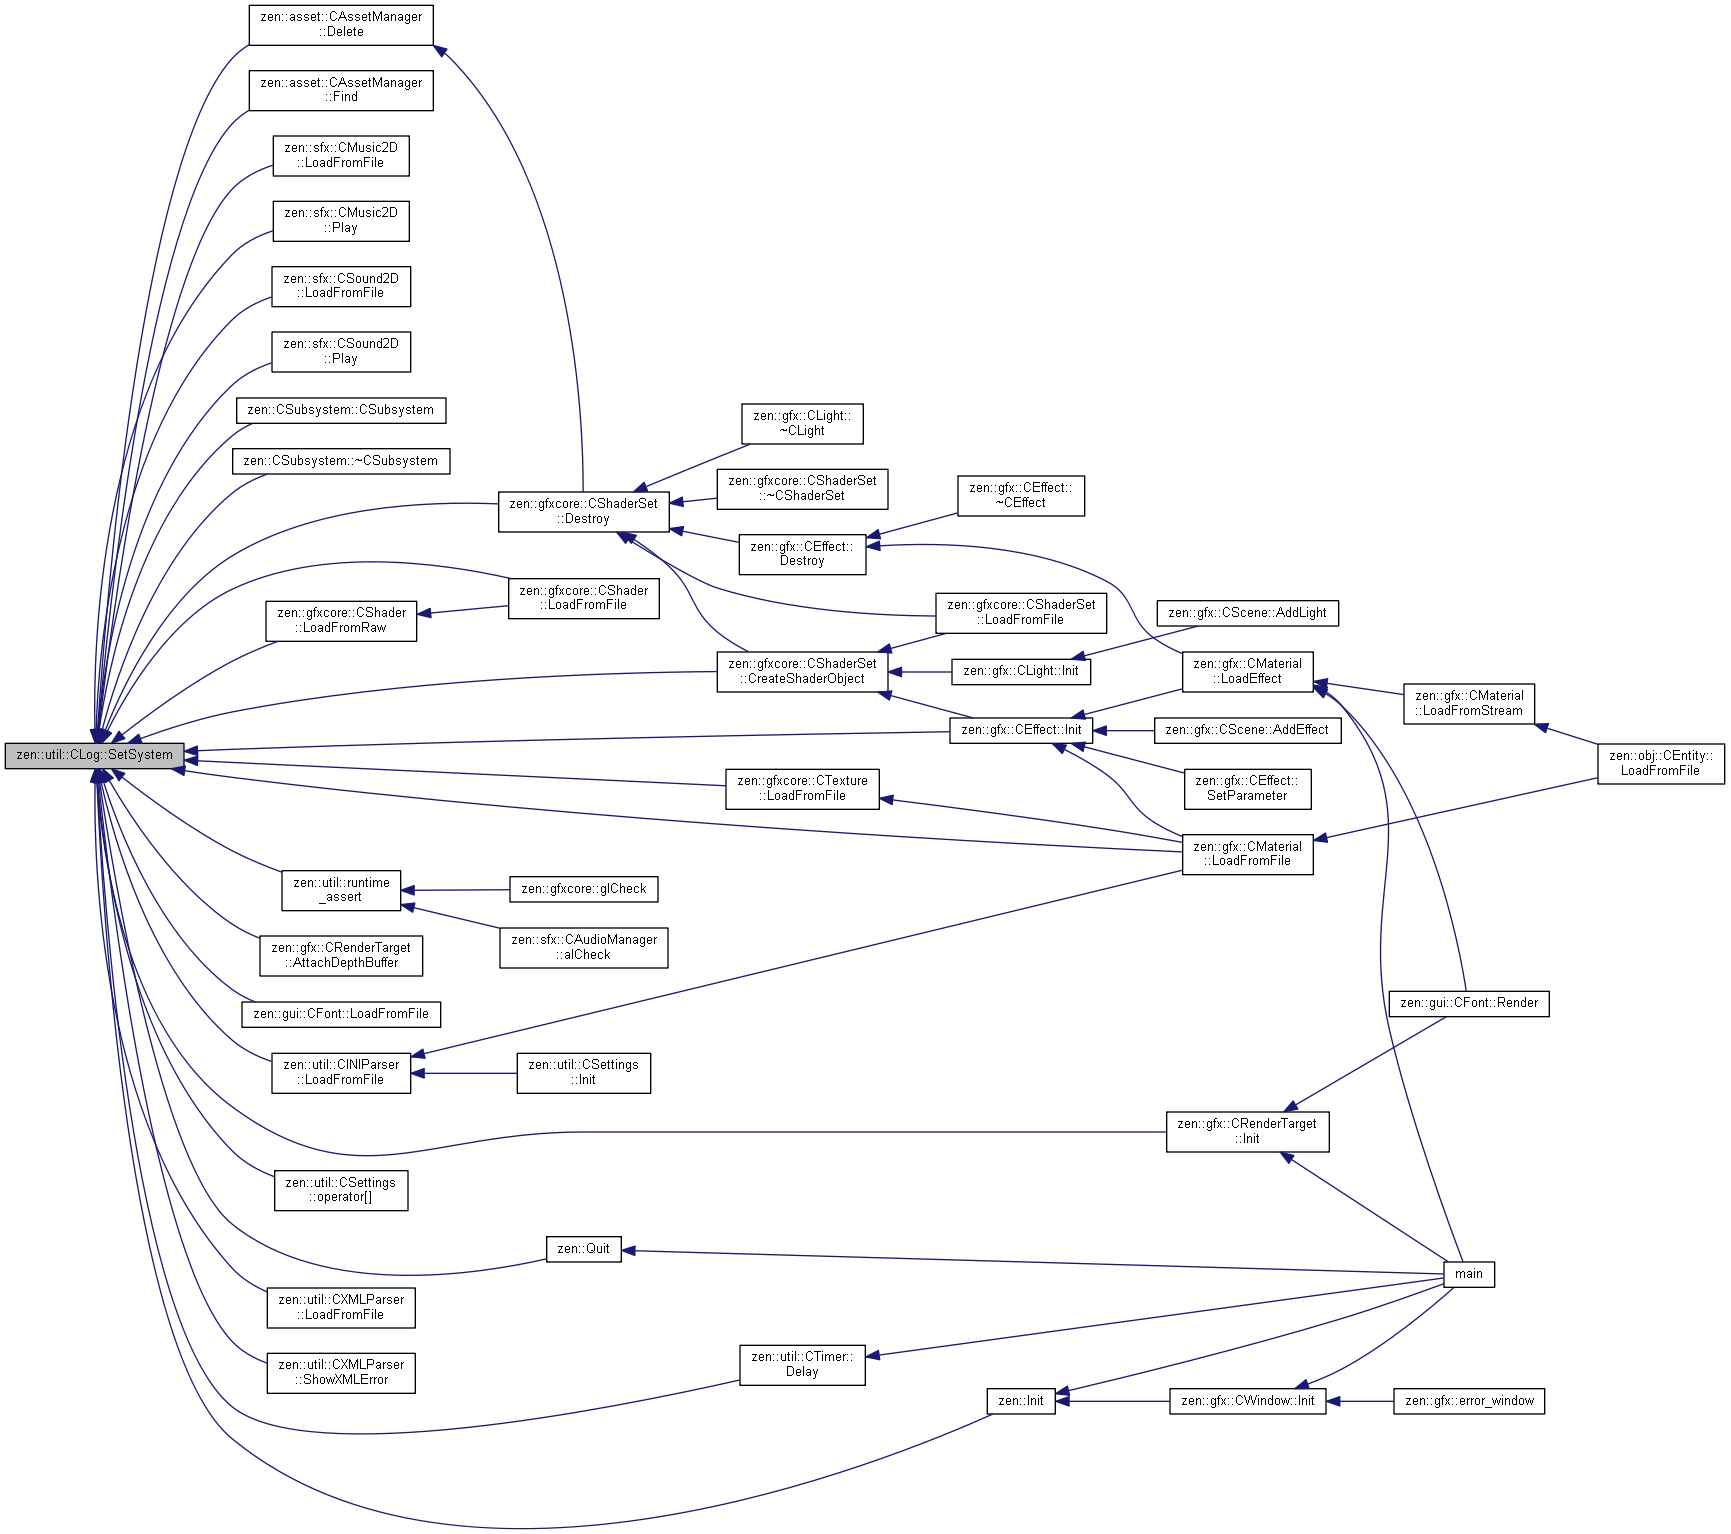 zen::asset::CAssetManager
::Delete
zen::asset::CAssetManager
::Find
zen::sfx::CMusic2D
::LoadFromFile
zen::sfx::CMusic2D
::Play
zen::sfx::CSound2D
::LoadFromFile
zen::sfx::CSound2D
::Play
zen::CSubsystem::CSubsystem
zen::CSubsystem::~CSubsystem
zen::gfxcore::CShaderSet
::Destroy
zen::gfx::CLight::
~CLight
zen::gfxcore::CShaderSet
::~CShaderSet
zen::gfx::CEffect::
Destroy
zen::gfx::CEffect::
~CEffect
zen::gfxcore::CShader
::LoadFromFile
zen::gfxcore::CShader
::LoadFromRaw
zen::gfxcore::CShaderSet
::LoadFromFile
zen::gfx::CScene::AddLight
zen::gfxcore::CShaderSet
::CreateShaderObject
zen::gfx::CLight::Init
zen::gfx::CMaterial
::LoadEffect
zen::gfx::CMaterial
::LoadFromStream
zen::gfx::CEffect::Init
zen::gfx::CScene::AddEffect
zen::util::CLog::SetSystem
zen::obj::CEntity::
LoadFromFile
zen::gfxcore::CTexture
::LoadFromFile
zen::gfx::CEffect::
SetParameter
zen::gfx::CMaterial
::LoadFromFile
zen::util::runtime
_assert
zen::gfxcore::glCheck
zen::sfx::CAudioManager
::alCheck
zen::gfx::CRenderTarget
::AttachDepthBuffer
zen::gui::CFont::LoadFromFile
zen::gui::CFont::Render
zen::util::CINIParser
::LoadFromFile
zen::util::CSettings
::Init
zen::gfx::CRenderTarget
::Init
zen::util::CSettings
::operator[]
zen::Quit
main
zen::util::CXMLParser
::LoadFromFile
zen::util::CXMLParser
::ShowXMLError
zen::util::CTimer::
Delay
zen::Init
zen::gfx::CWindow::Init
zen::gfx::error_window